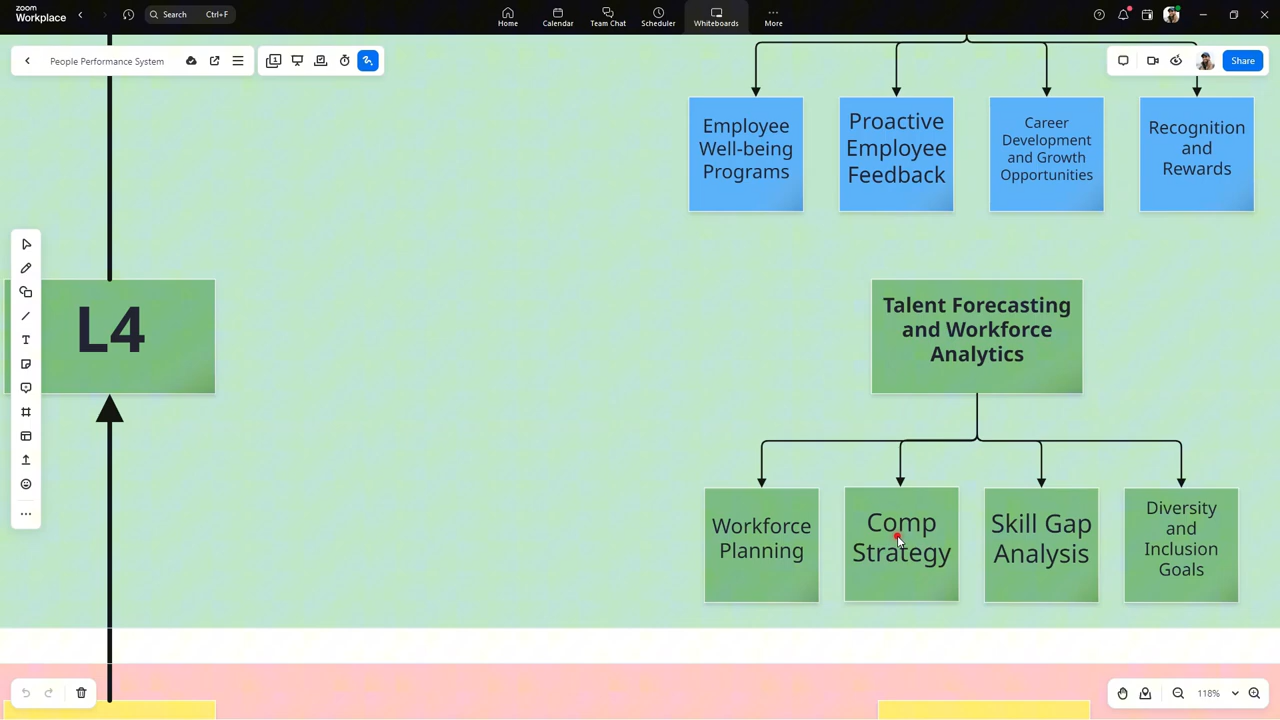 zoom
Workplace
Search Ctrl+F
Home
Calendar
Team Chat
Scheduler
Whiteboards
More
People Performance System
1
Share
Employee
Well-being
Programs
Proactive
Employee
Feedback
Career
Development
and Growth
Opportunities
Recognition
and
Rewards
L4
Talent Forecasting
and Workforce
Analytics
Workforce
Planning
Comp
Strategy
Skill Gap
Analysis
Diversity
and
Inclusion
Goals
118%